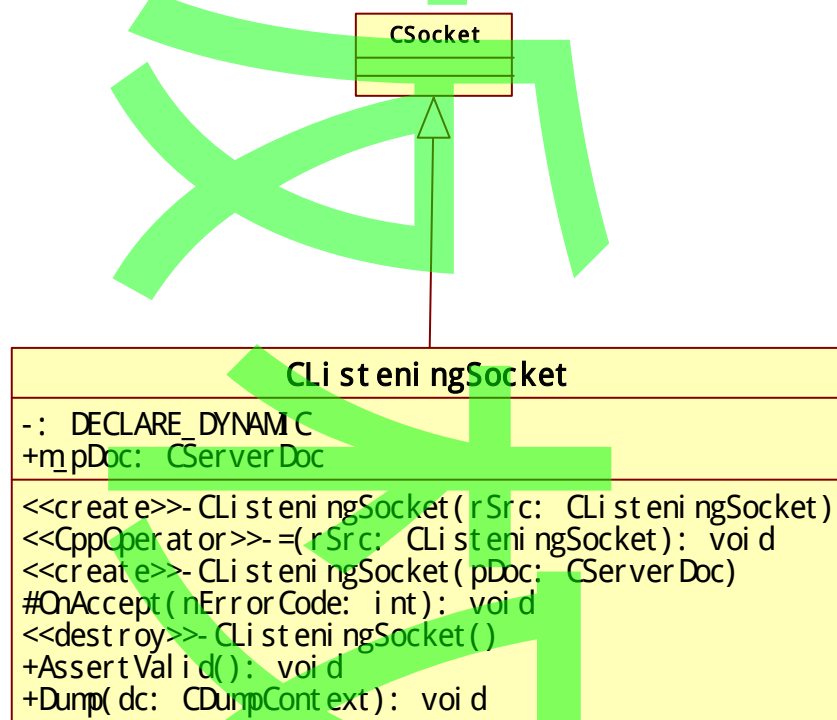 CSocket
CListeningSocket
-: DECLARE_DYNAMIC
+m_pDoc: CServerDoc
<<create>>-CListeningSocket(rSrc: CListeningSocket)
<<CppOperator>>-=(rSrc: CListeningSocket): void
<<create>>-CListeningSocket(pDoc: CServerDoc)
#OnAccept(nErrorCode: int): void
<<destroy>>-CListeningSocket()
+AssertValid(): void
+Dump(dc: CDumpContext): void